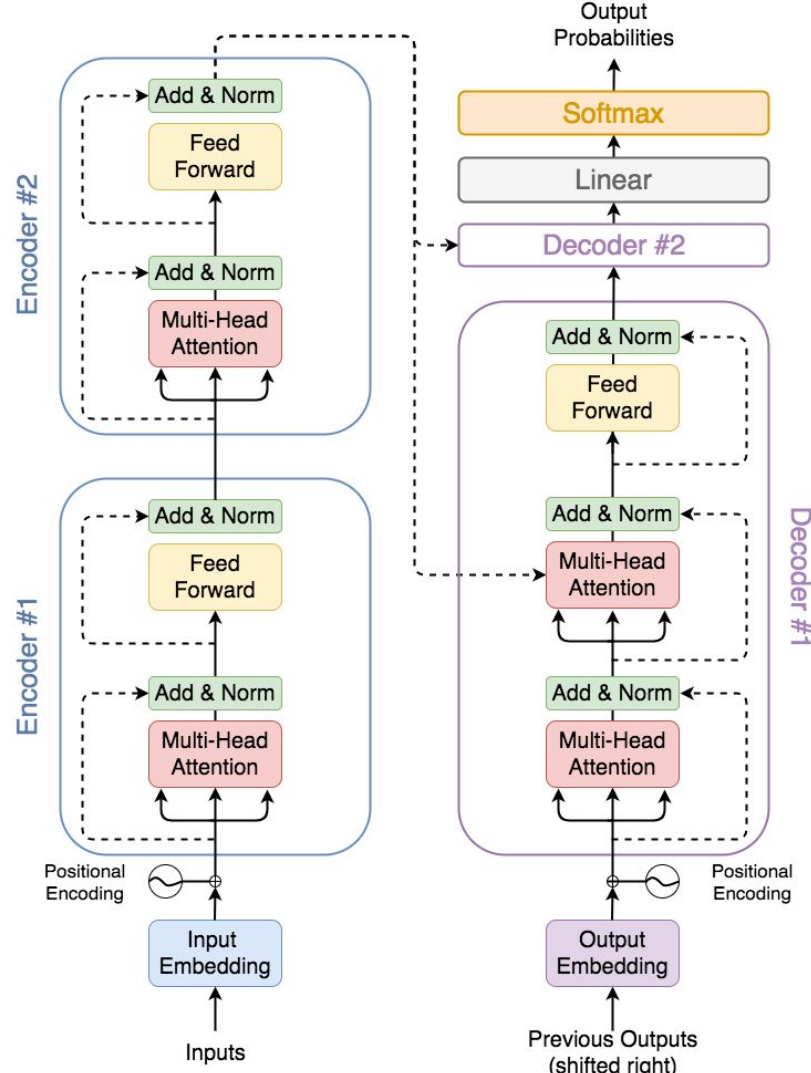 Output
Probabilities
Softmax
Linear
Decoder #2
Add & Norm
Feed
Forward
Add & Norm
Multi-Head
Attention
Encoder #2
Add & Norm
Feed
Forward
Add & Norm
Multi-Head
Attention
Encoder #1
Positional
Encoding
Input
Embedding
Inputs
Add & Norm
Feed
Forward
Add & Norm
Multi-Head
Attention
Add & Norm
Multi-Head
Attention
Decoder #1
Positional
Encoding
Output
Embedding
Previous Outputs
(shifted right)